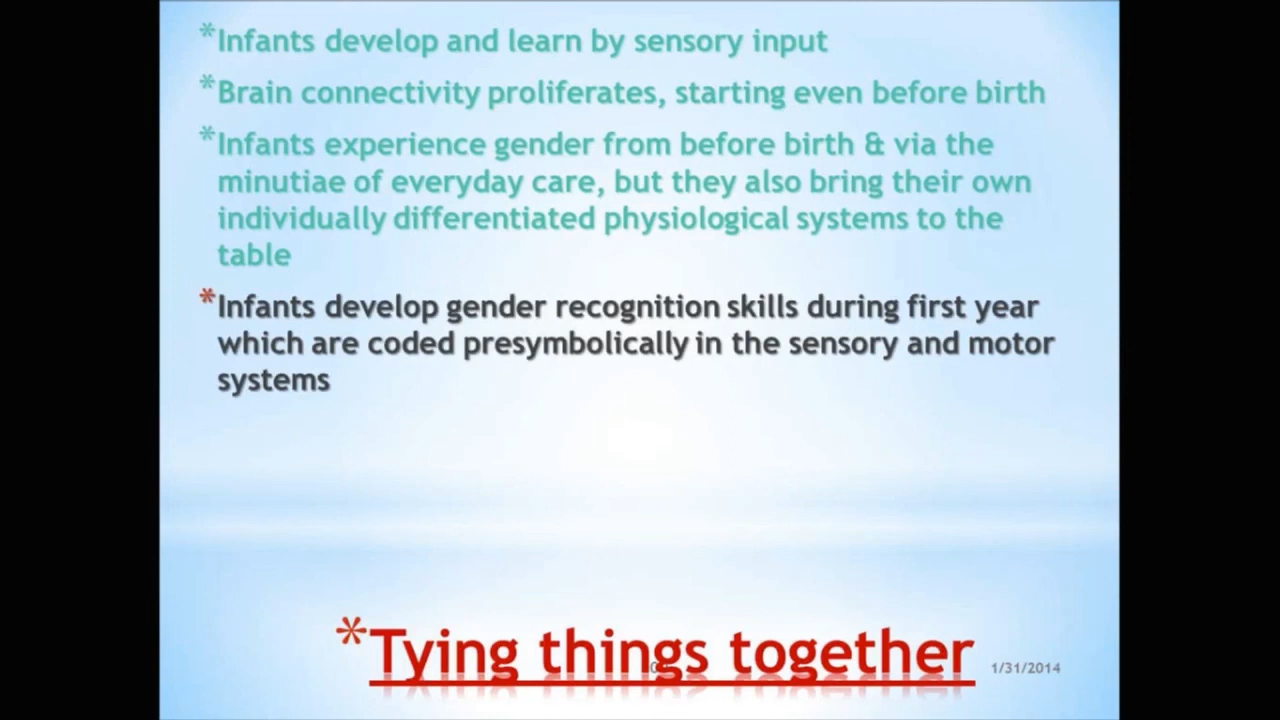 *Infants develop and learn by sensory input
*Brain connectivity proliferates, starting even before birth
*Infants experience gender from before birth & via the
minutiae of everyday care, but they also bring their own
individually differentiated physiological systems to the
table
*Infants develop gender recognition skills during first year
which are coded presymbolically in the sensory and motor
systems
*Tying things together
1/31/2014